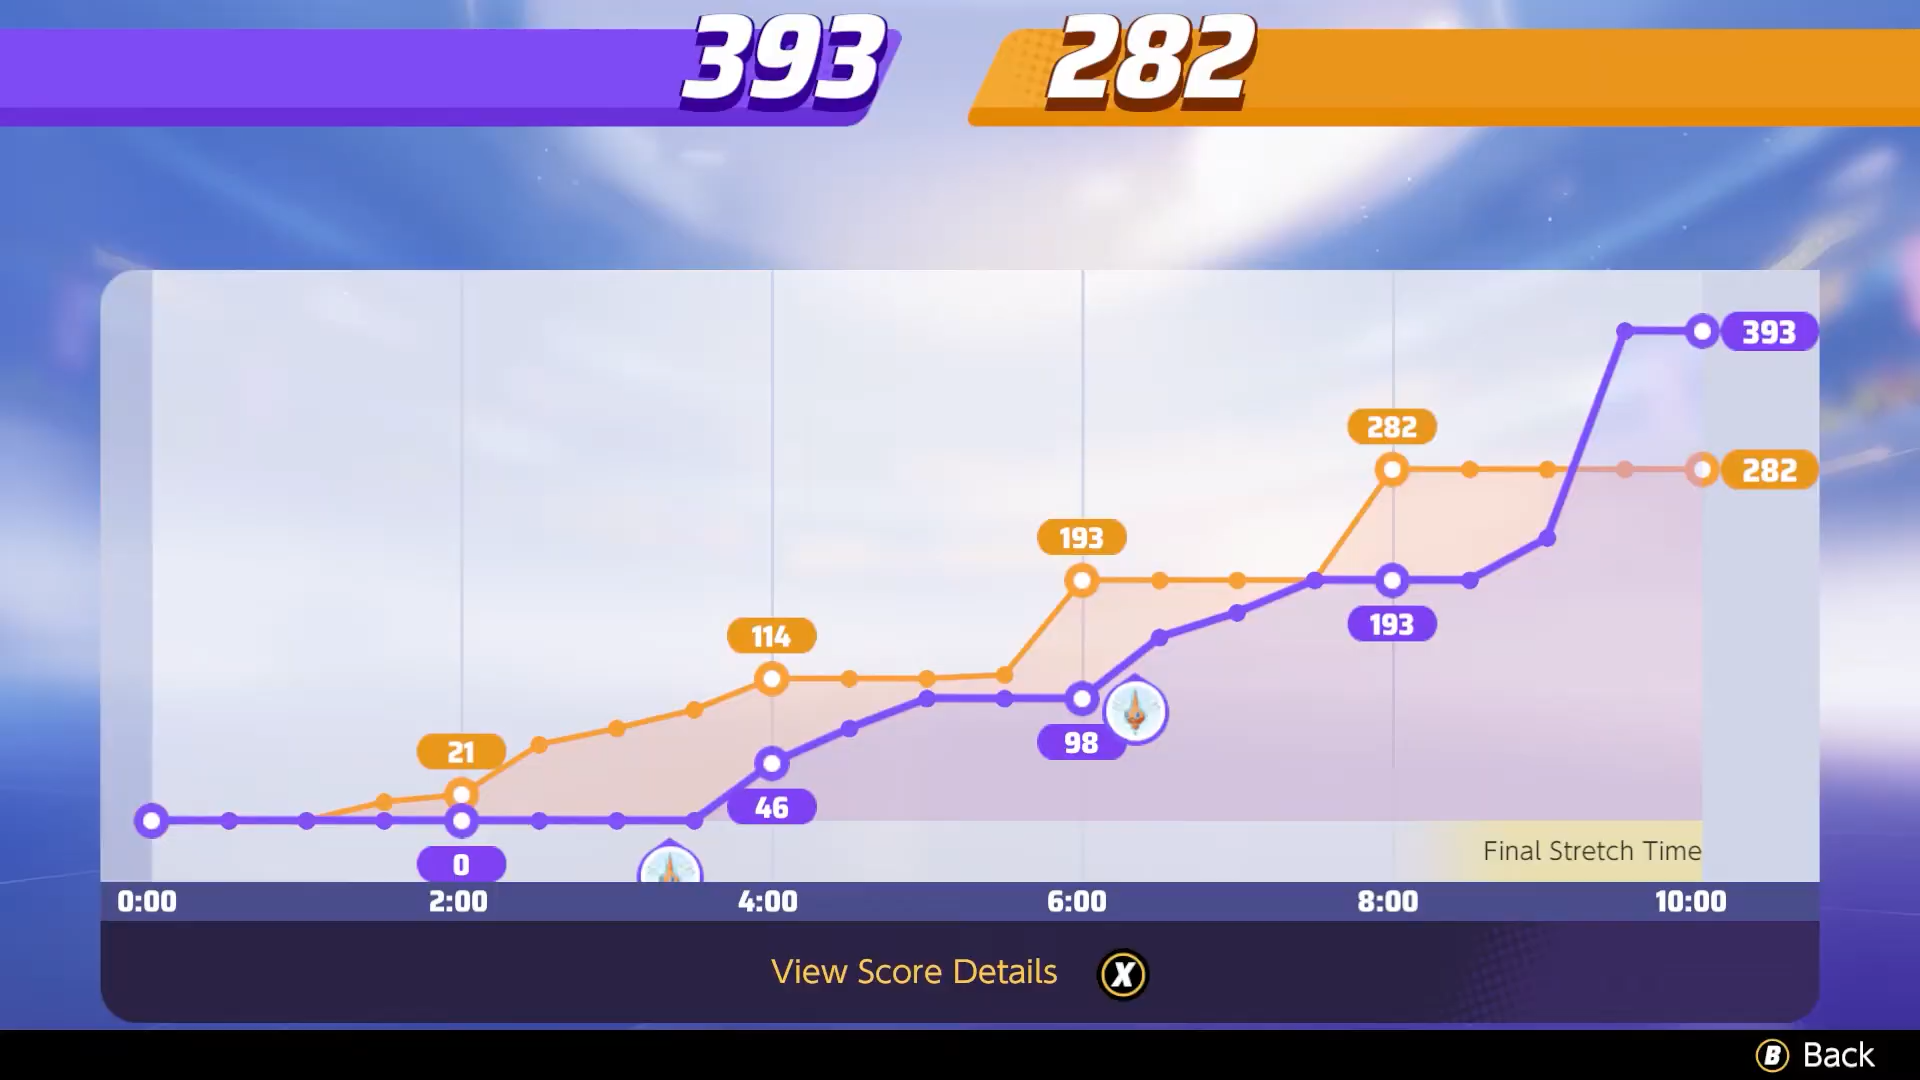 393 282
393
282
282
193
193
114
98
46
21
0
Final Stretch Time
0:00 2:00 4:00 6:00 8:00 10:00
View Score Details X
B Back